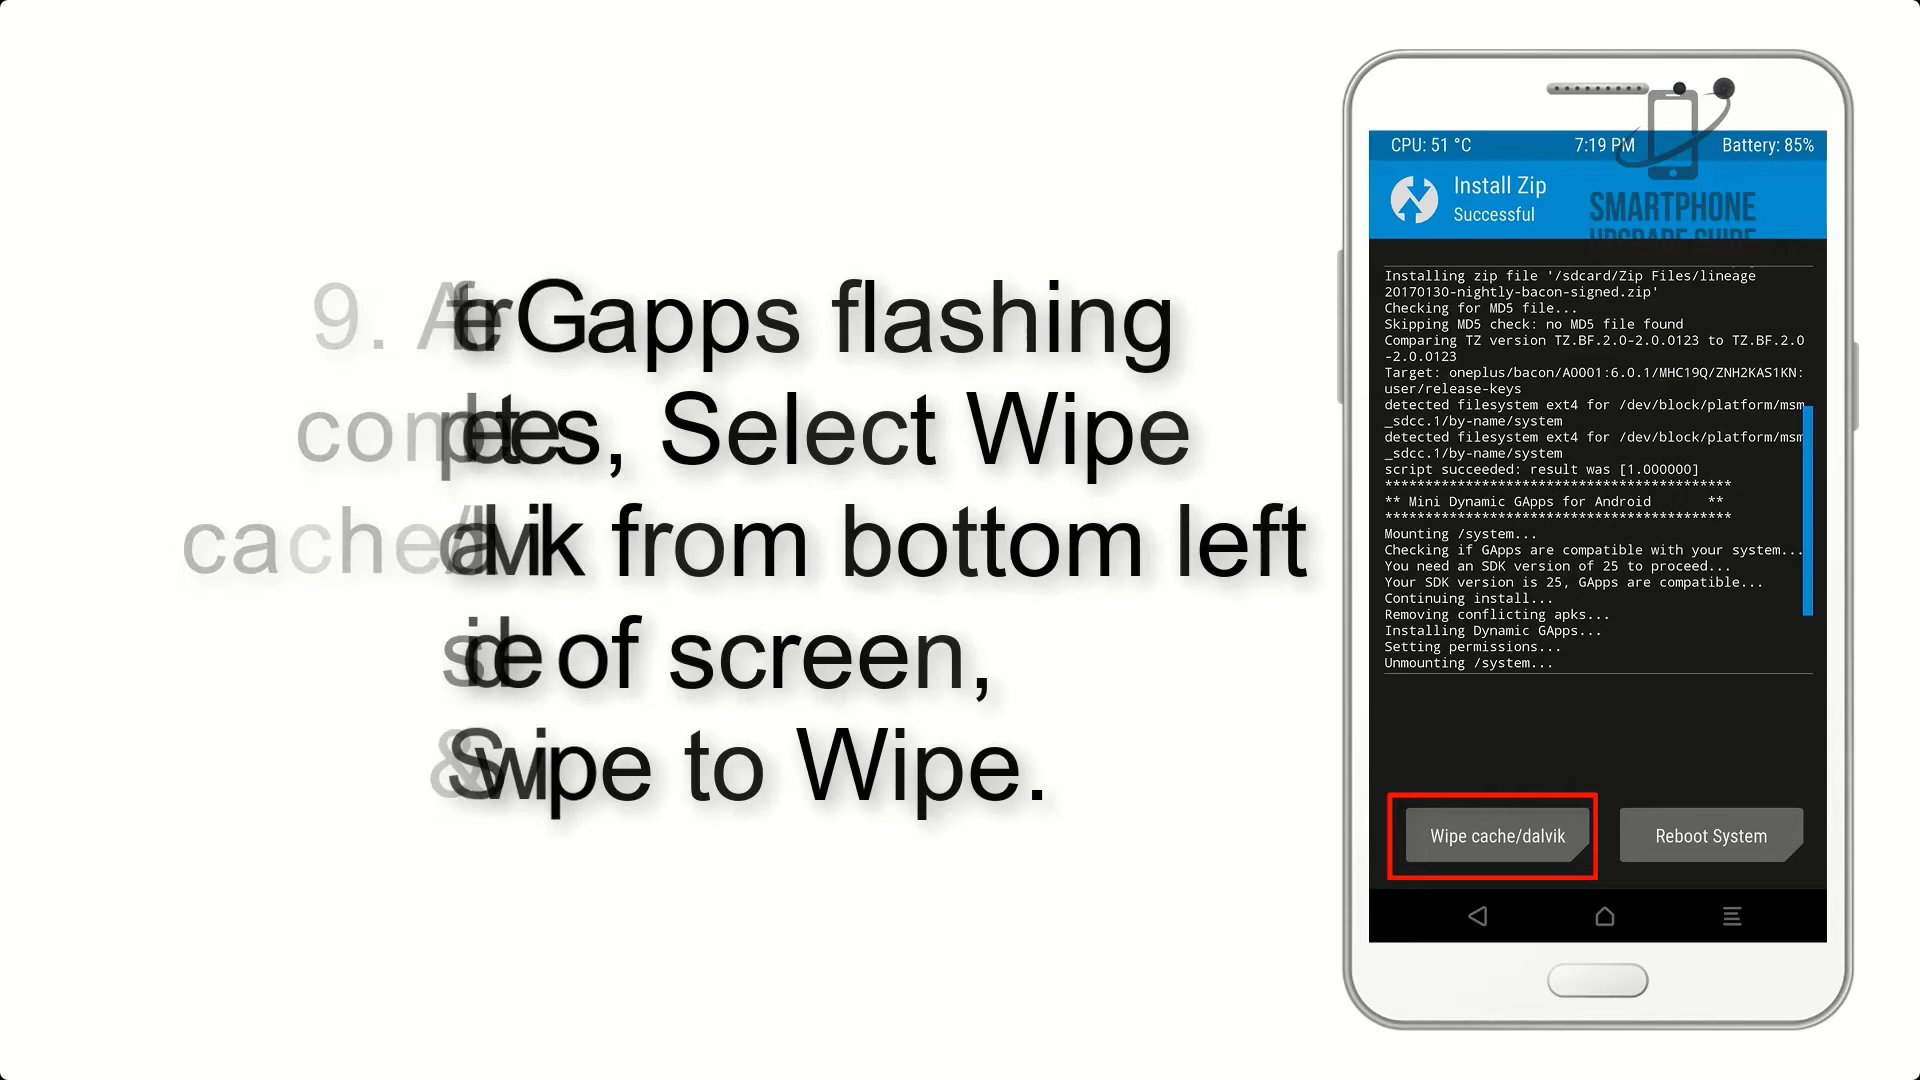 9. After Gapps flashing
completes, Select Wipe
cache/dalvik from bottom left
side of screen,
& Swipe to Wipe.
CPU: 51 °C 7:19 PM Battery: 85%
Install Zip
Successful
SMARTPHONE
UPGRADE GUIDE
Installing zip file '/sdcard/Zip Files/lineage
20170130-nightly-bacon-signed.zip'
Checking for MD5 file...
Skipping MD5 check: no MD5 file found
Comparing TZ version TZ.BF.2.0-2.0.0123 to TZ.BF.2.0
-2.0.0123
Target: oneplus/bacon/A0001:6.0.1/MHC19Q/ZNH2KAS1KN:
user/release-keys
detected filesystem ext4 for /dev/block/platform/msm
_sdcc.1/by-name/system
detected filesystem ext4 for /dev/block/platform/msm
_sdcc.1/by-name/system
script succeeded: result was [1.000000]
******************************************
** Mini Dynamic GApps for Android **
******************************************
Mounting /system...
Checking if GApps are compatible with your system...
You need an SDK version of 25 to proceed...
Your SDK version is 25, GApps are compatible...
Continuing install...
Removing conflicting apks...
Installing Dynamic GApps...
Setting permissions...
Unmounting /system...
Wipe cache/dalvik Reboot System